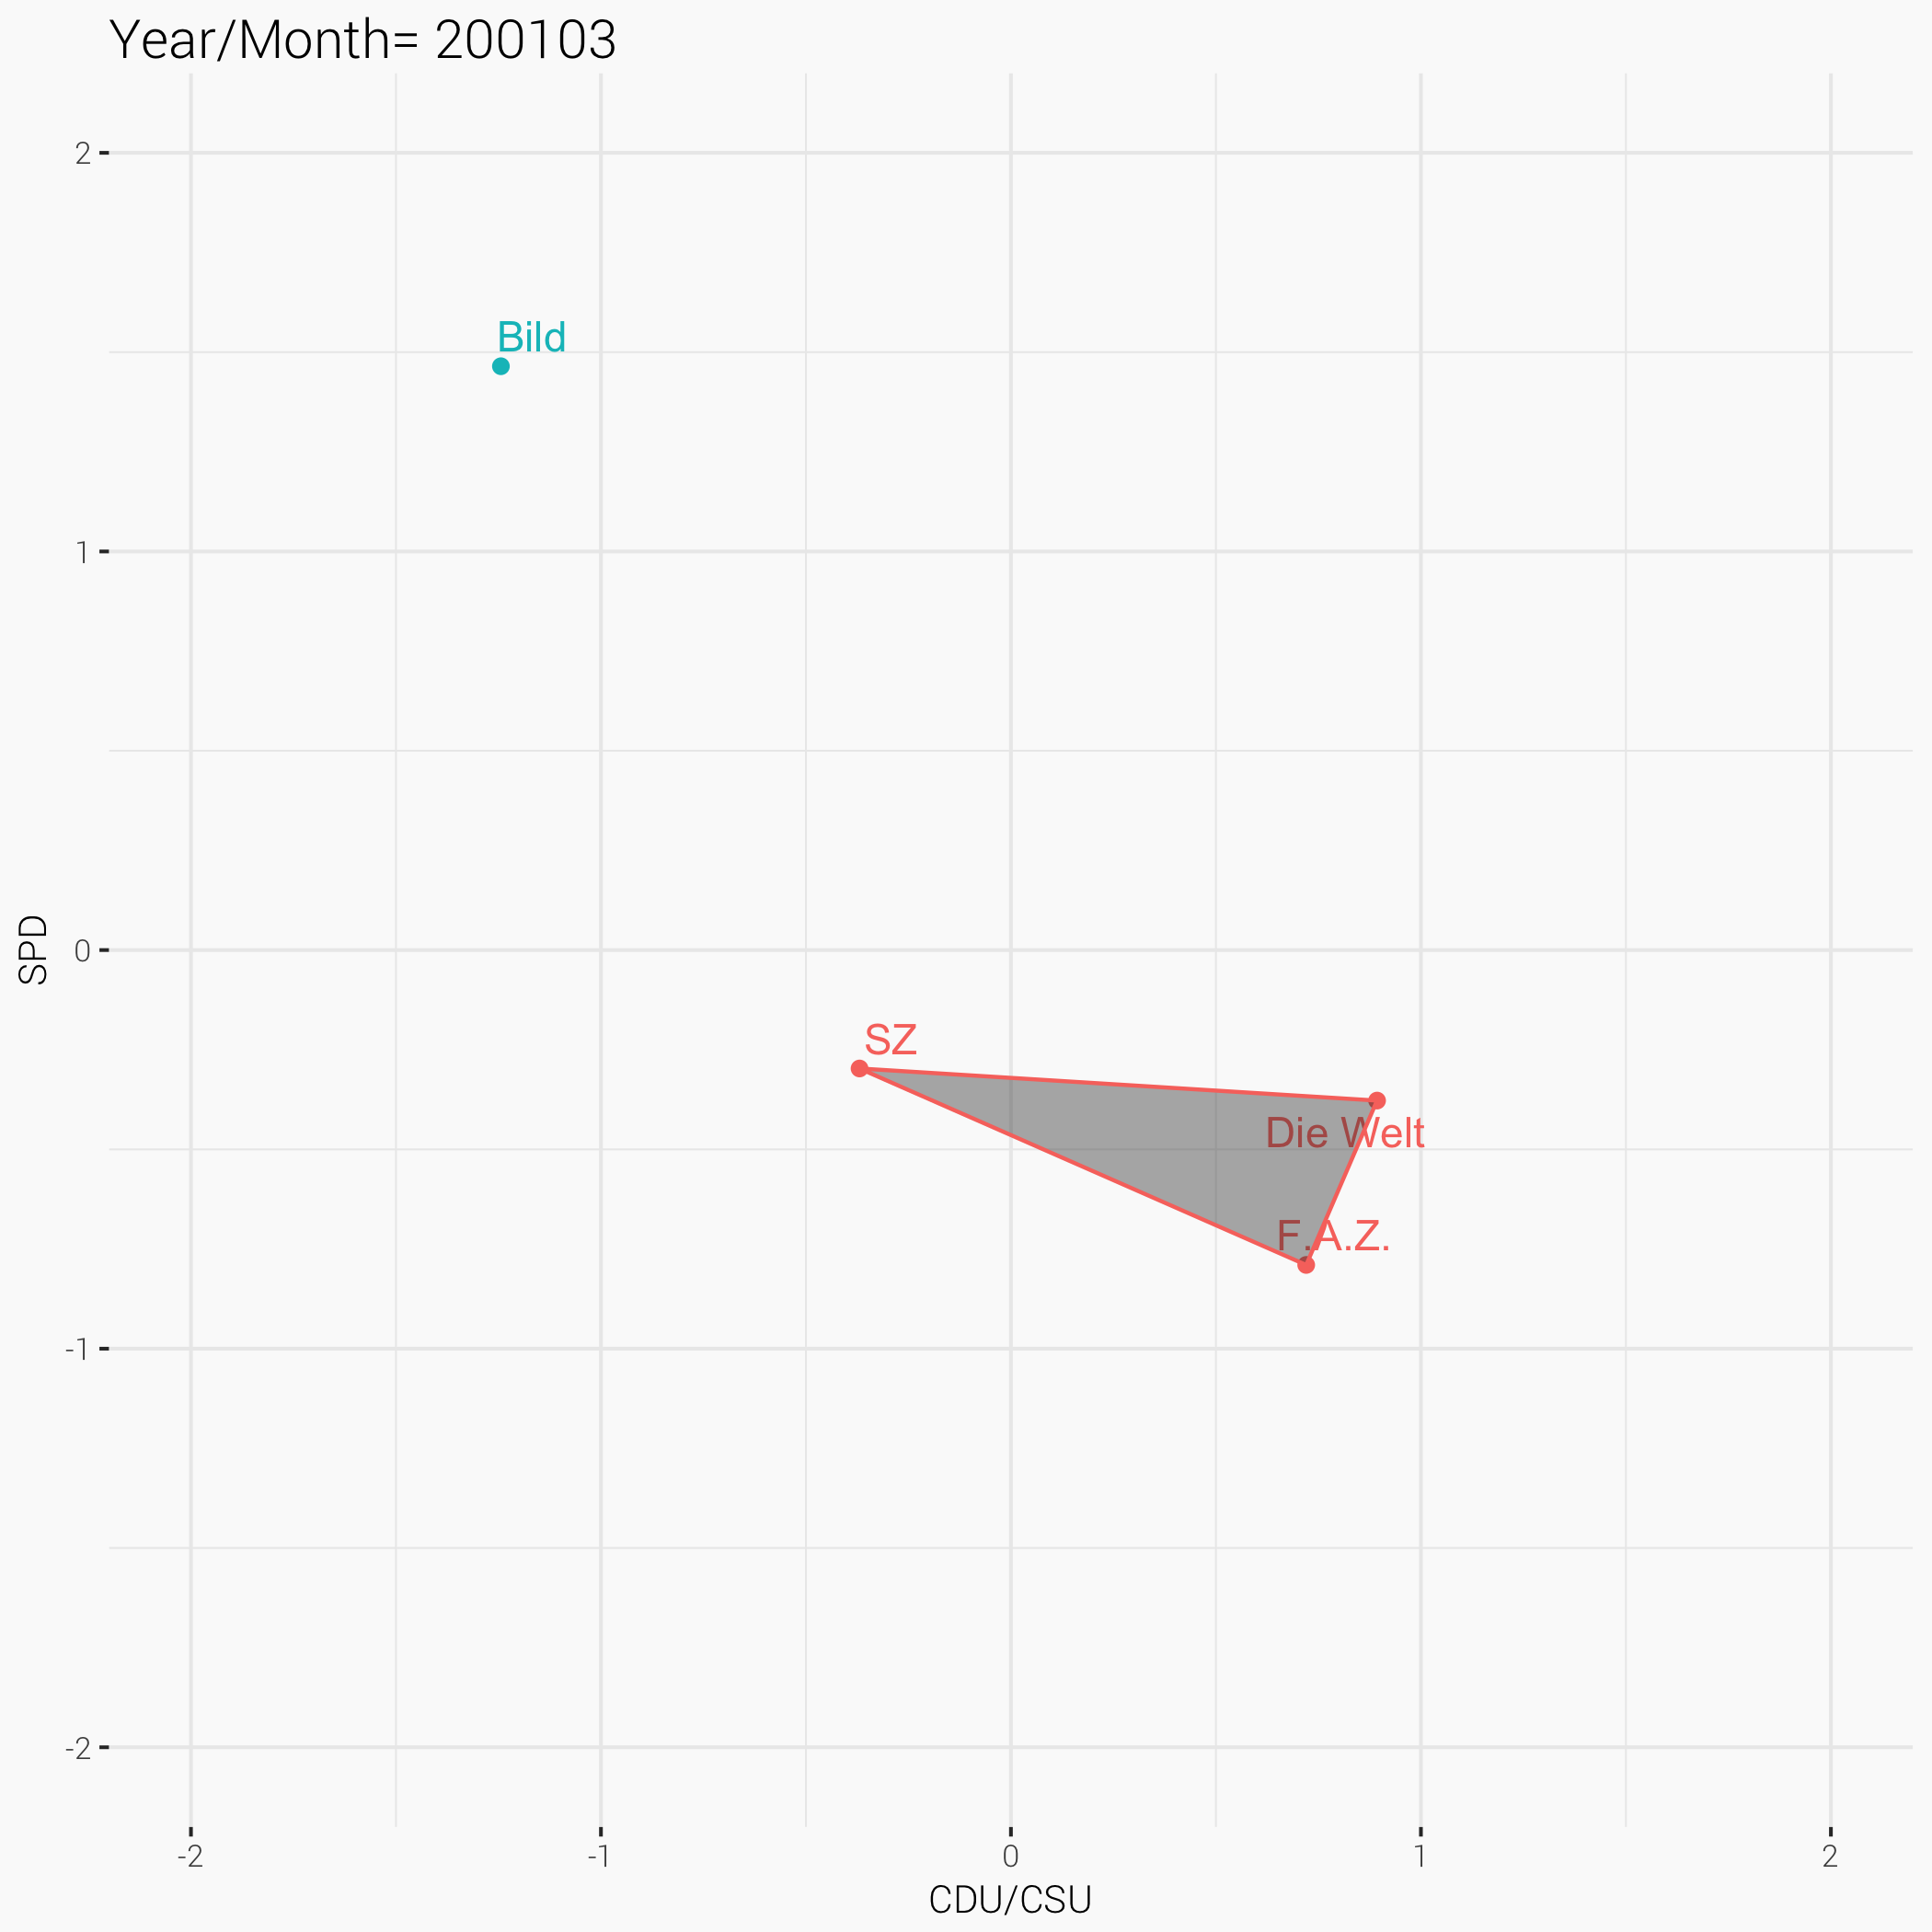 Year/Month= 200103
2
Bild
1
SPD
0
SZ
Die Welt
F.A.Z.
-1
-2
-2 -1 0 1 2
CDU/CSU